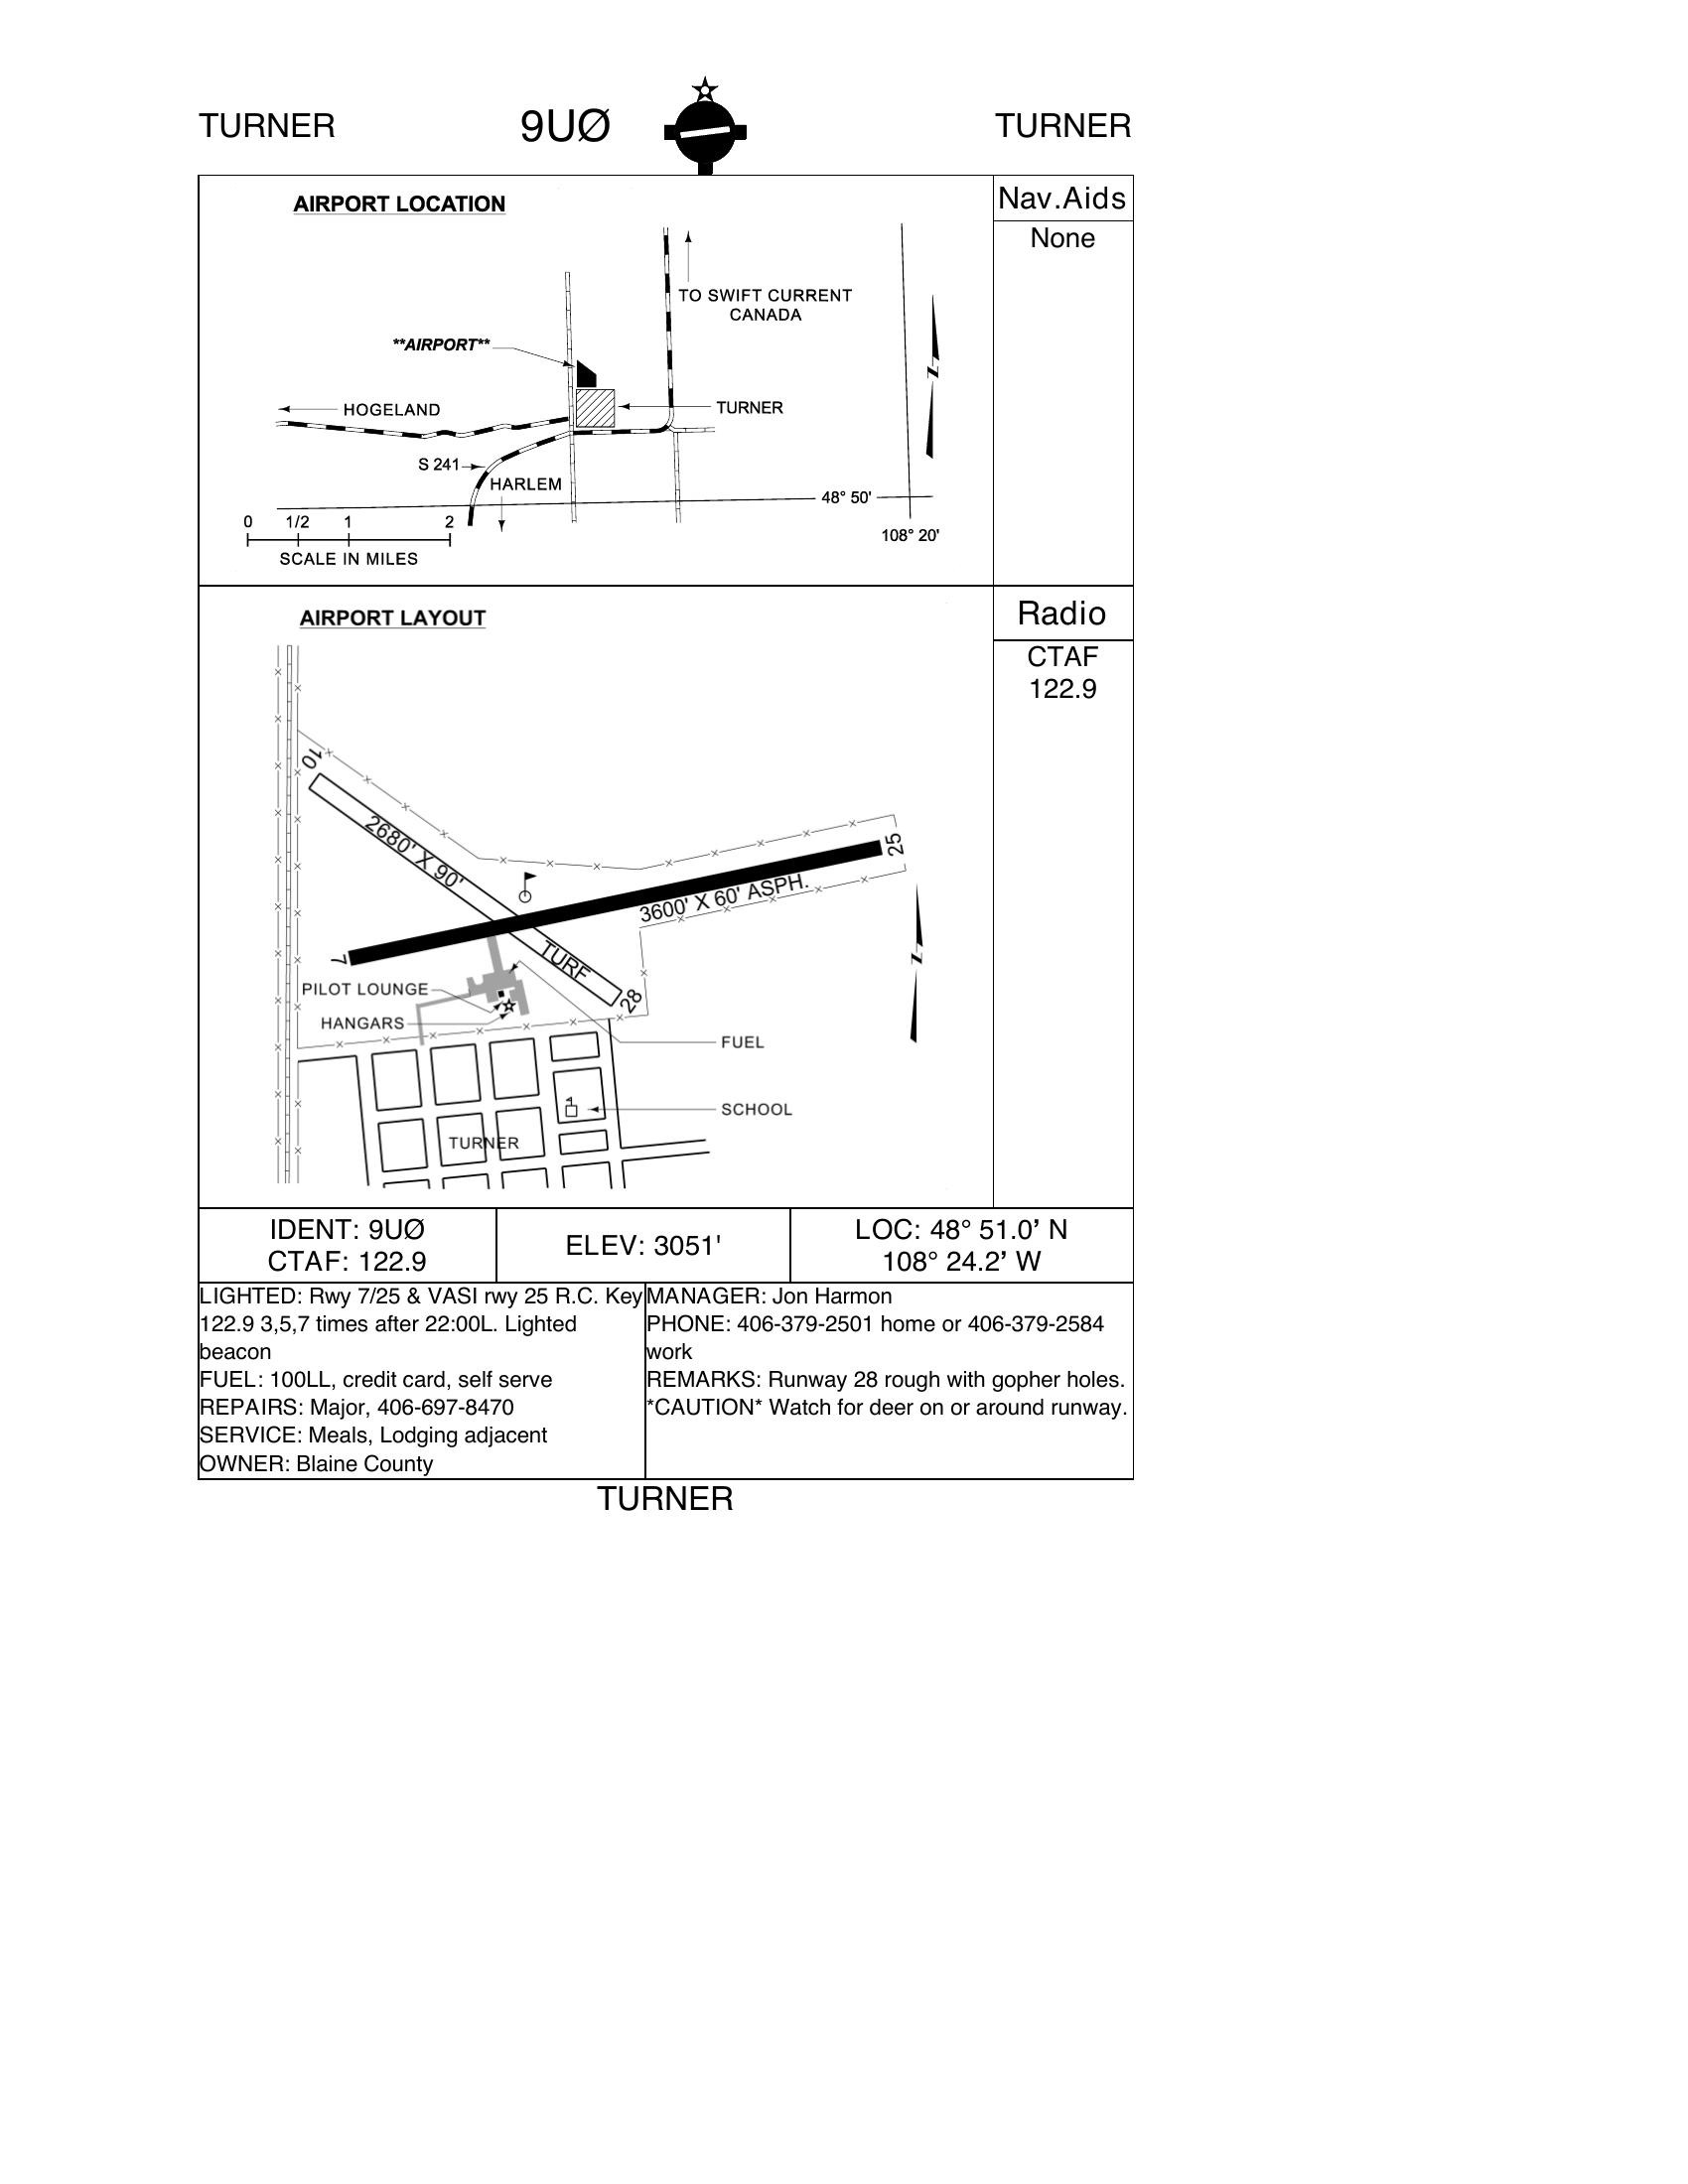 TURNER 9UØ TURNER
AIRPORT LOCATION
Nav.Aids
None
TO SWIFT CURRENT
CANADA
**AIRPORT**
N
HOGELAND
TURNER
S 241
HARLEM
48° 50'
0 1/2 1 2
108° 20'
SCALE IN MILES
AIRPORT LAYOUT
Radio
CTAF
122.9
10
2680' X 90'
25
3600' X 60' ASPH.
7
TURF
N
PILOT LOUNGE
28
HANGARS
FUEL
SCHOOL
TURNER
IDENT: 9UØ
CTAF: 122.9
ELEV: 3051'
LOC: 48° 51.0’ N
108° 24.2’ W
LIGHTED: Rwy 7/25 & VASI rwy 25 R.C. Key
122.9 3,5,7 times after 22:00L. Lighted
beacon
FUEL: 100LL, credit card, self serve
REPAIRS: Major, 406-697-8470
SERVICE: Meals, Lodging adjacent
OWNER: Blaine County
MANAGER: Jon Harmon
PHONE: 406-379-2501 home or 406-379-2584
work
REMARKS: Runway 28 rough with gopher holes.
*CAUTION* Watch for deer on or around runway.
TURNER